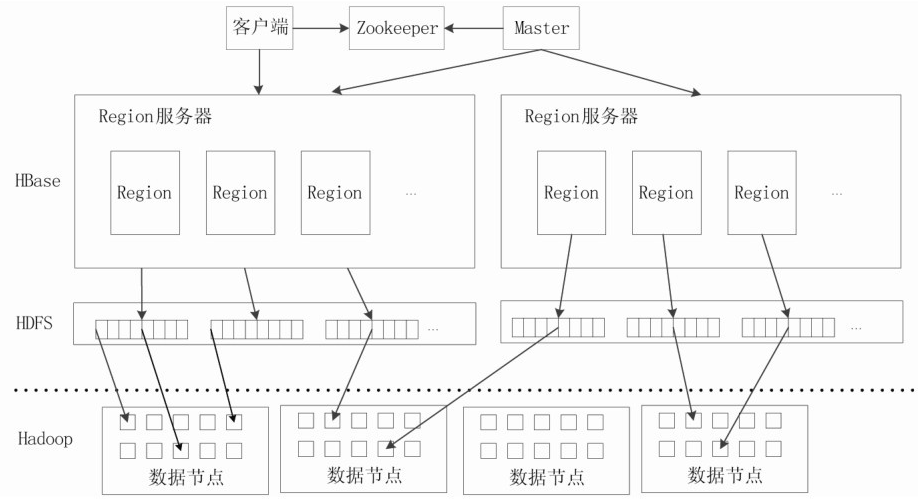 客户端
Zookeeper
Master
Region服务器
Region服务器
HBase
Region
Region
Region
...
Region
Region
Region
...
HDFS
...
...
Hadoop
数据节点
数据节点
数据节点
数据节点